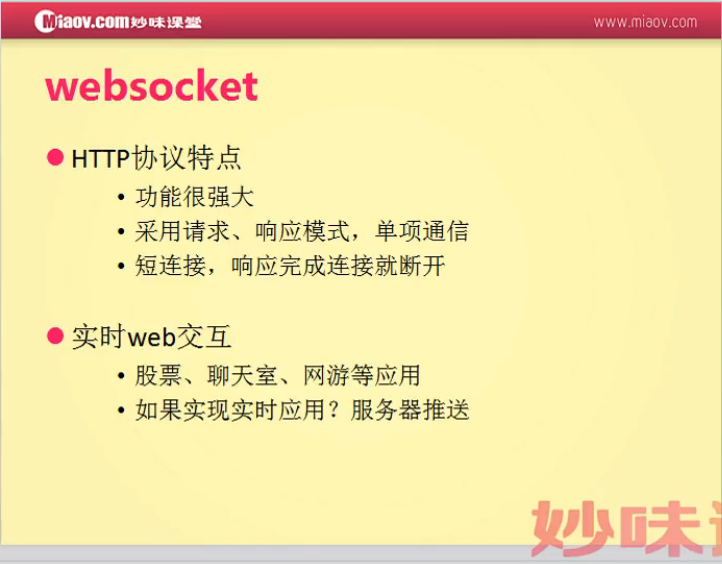 Miaov.com妙味课堂
www.miaov.com
websocket
HTTP协议特点
功能很强大
采用请求、响应模式，单项通信
短连接，响应完成连接就断开
实时web交互
股票、聊天室、网游等应用
如果实现实时应用？服务器推送
妙味